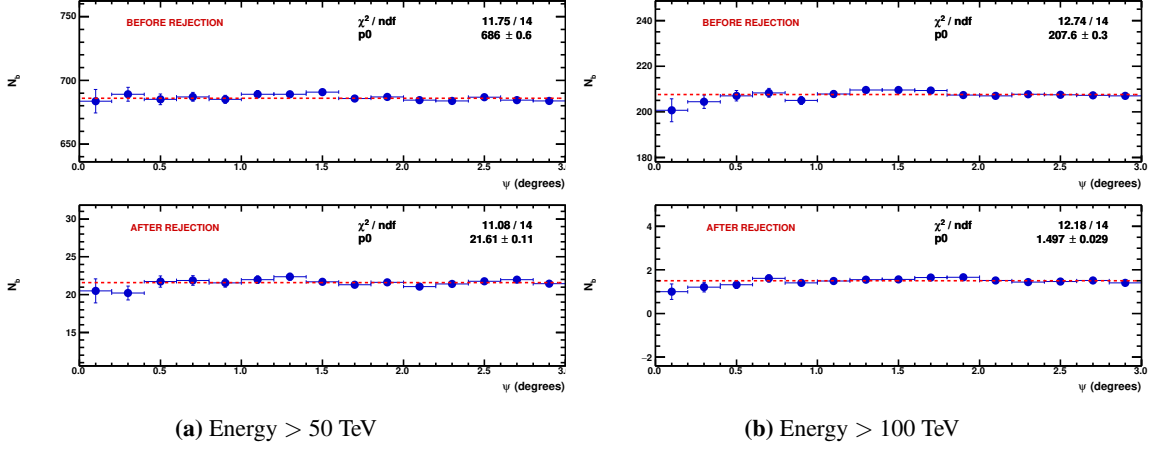 750
BEFORE REJECTION
χ² / ndf 11.75 / 14
p0 686 ± 0.6
N_b
700
650
0.0 0.5 1.0 1.5 2.0 2.5 3.0
ψ (degrees)
30
AFTER REJECTION
χ² / ndf 11.08 / 14
p0 21.61 ± 0.11
25
N_b
20
15
0.0 0.5 1.0 1.5 2.0 2.5 3.
ψ (degrees)
(a) Energy > 50 TeV
240
BEFORE REJECTION
χ² / ndf 12.74 / 14
p0 207.6 ± 0.3
N_b
220
200
180
0.0 0.5 1.0 1.5 2.0 2.5 3.0
ψ (degrees)
4
AFTER REJECTION
χ² / ndf 12.18 / 14
p0 1.497 ± 0.029
N_b
2
0
−2
0.0 0.5 1.0 1.5 2.0 2.5 3.0
ψ (degrees)
(b) Energy > 100 TeV